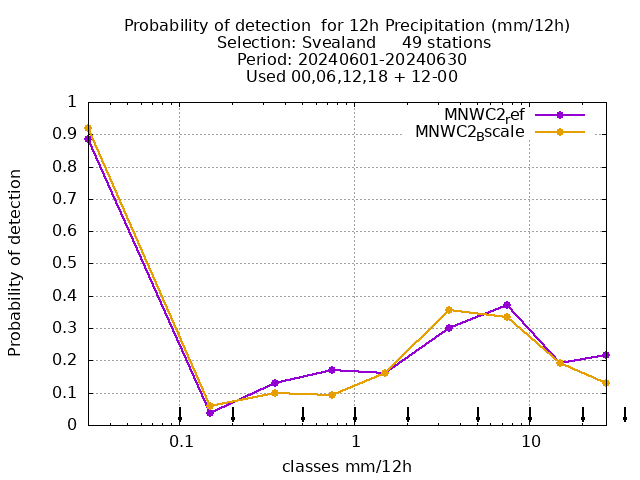 Probability of detection  for 12h Precipitation (mm/12h)
Selection: Svealand     49 stations
Period: 20240601-20240630
Used 00,06,12,18 + 12-00
MNWC2ref
MNWC2Bscale
1
0.9
0.8
0.7
0.6
0.5
0.4
0.3
0.2
0.1
0
Probability of detection
0.1 1 10
classes mm/12h